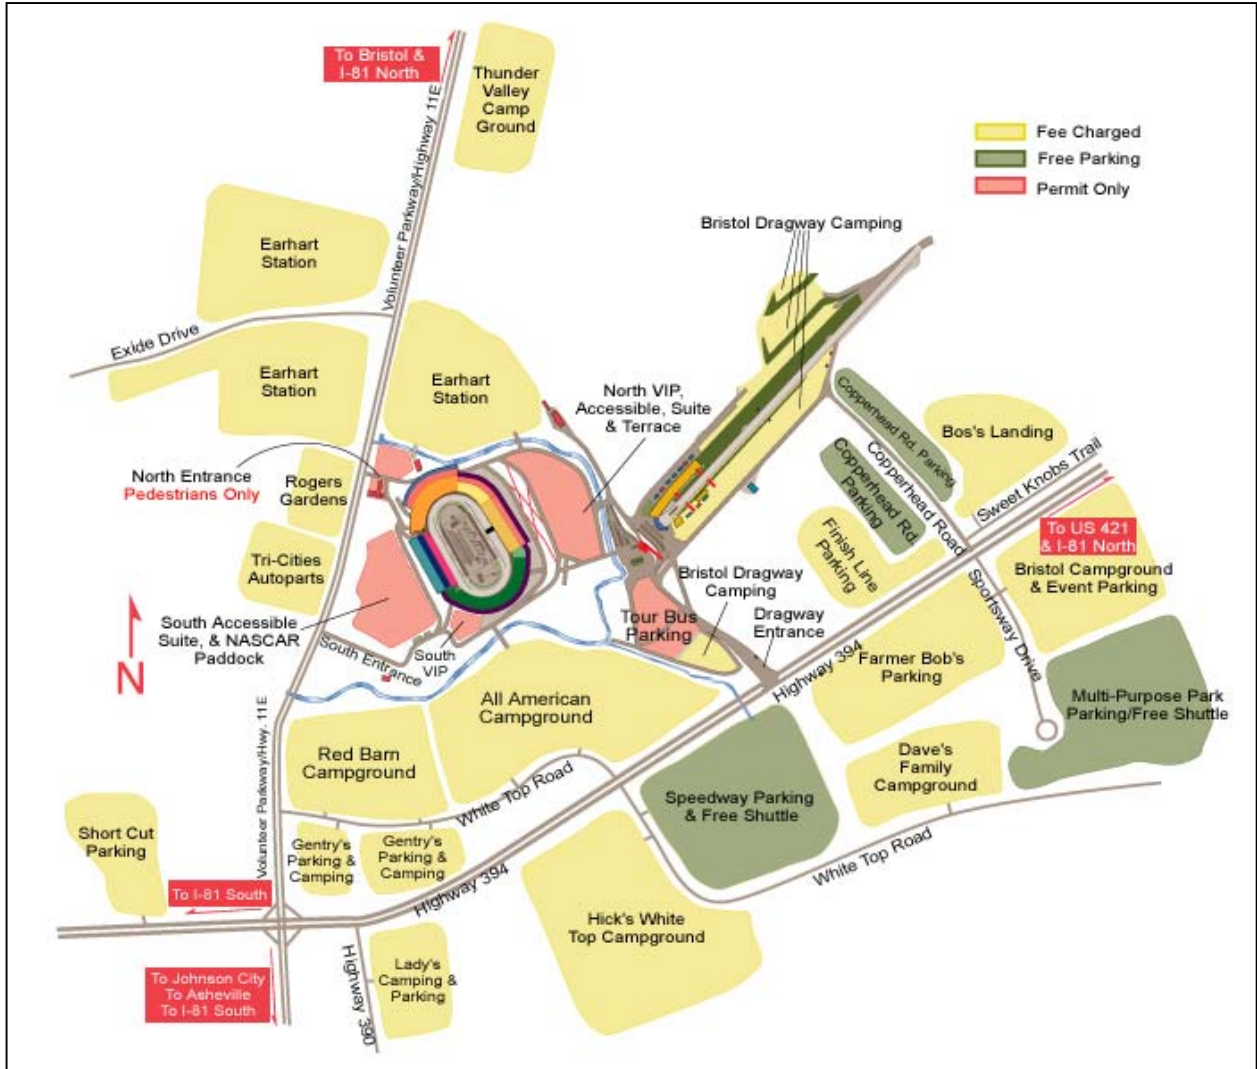 To Bristol &
I-81 North
Thunder
Valley
Camp
Ground
Volunteer Parkway/Highway 11E
Fee Charged
Free Parking
Permit Only
Bristol Dragway Camping
Earhart
Station
Exide Drive
Earhart
Station
Earhart
Station
North VIP,
Accessible, Suite
& Terrace
Copperhead Rd. Parking
Bos's Landing
Copperhead Road
Copperhead Rd.
Parking
Sweet Knobs Trail
North Entrance
Pedestrians Only
Rogers
Gardens
To US 421
& I-81 North
Tri-Cities
Autoparts
Finish Line
Parking
Bristol Campground
& Event Parking
Bristol Dragway
Camping
South Accessible
Suite, & NASCAR
Paddock
South Entrance
South
VIP
Tour Bus
Parking
Dragway
Entrance
Sportsway Drive
N
Highway 394
Farmer Bob's
Parking
All American
Campground
Multi-Purpose Park
Parking/Free Shuttle
Volunteer Parkway/Hwy. 11E
Red Barn
Campground
Dave's
Family
Campground
White Top Road
Speedway Parking
& Free Shuttle
Short Cut
Parking
Gentry's
Parking &
Camping
Gentry's
Parking &
Camping
White Top Road
To I-81 South
Highway 394
Hick's White
Top Campground
To Johnson City
To Asheville
To I-81 South
Highway 390
Lady's
Camping &
Parking